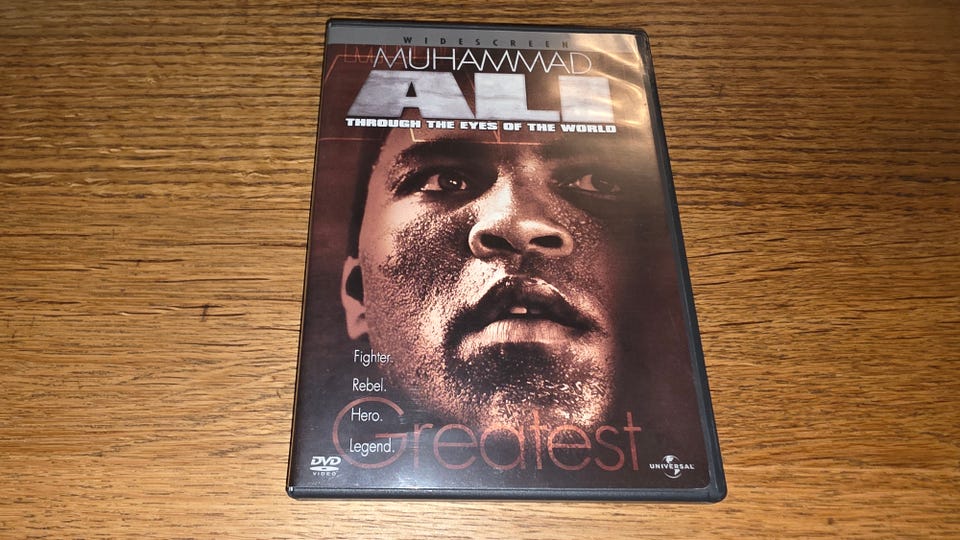 WIDESCREEN
MUHAMMAD
ALI
THROUGH THE EYES OF THE WORLD
Fighter.
Rebel.
Hero.
Legend.
Greatest
DVD
VIDEO
UNIVERSAL